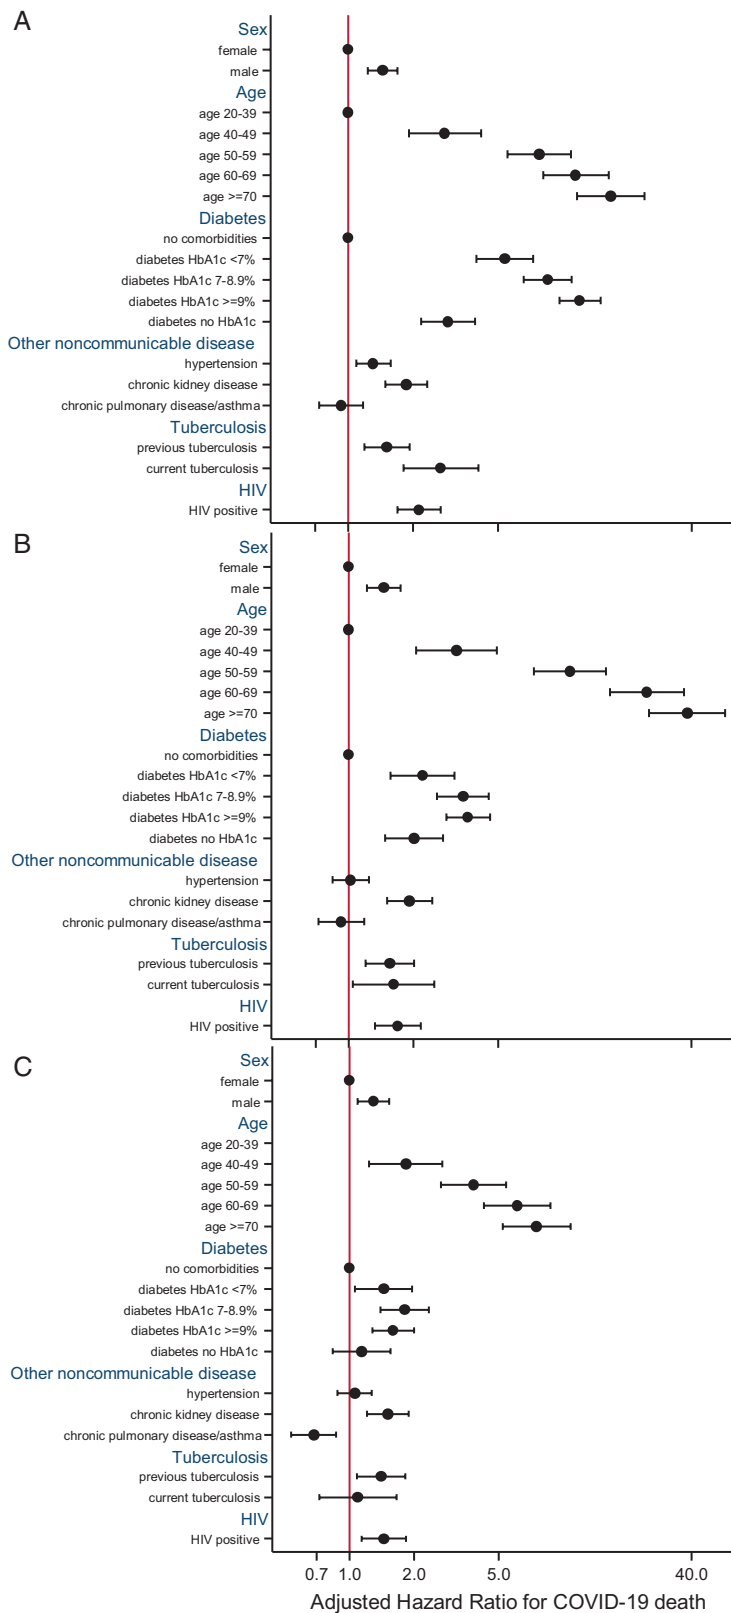 A
Sex
female
male
Age
age 20-39
age 40-49
age 50-59
age 60-69
age >=70
Diabetes
no comorbidities
diabetes HbA1c <7%
diabetes HbA1c 7-8.9%
diabetes HbA1c >=9%
diabetes no HbA1c
Other noncommunicable disease
hypertension
chronic kidney disease
chronic pulmonary disease/asthma
Tuberculosis
previous tuberculosis
current tuberculosis
HIV
HIV positive
1.0 2.0 5.0 40.0
B
Sex
female
male
Age
age 20-39
age 40-49
age 50-59
age 60-69
age >=70
Diabetes
no comorbidities
diabetes HbA1c <7%
diabetes HbA1c 7-8.9%
diabetes HbA1c >=9%
diabetes no HbA1c
Other noncommunicable disease
hypertension
chronic kidney disease
chronic pulmonary disease/asthma
Tuberculosis
previous tuberculosis
current tuberculosis
HIV
HIV positive
C
Sex
female
male
Age
age 20-39
age 40-49
age 50-59
age 60-69
age >=70
Diabetes
no comorbidities
diabetes HbA1c <7%
diabetes HbA1c 7-8.9%
diabetes HbA1c >=9%
diabetes no HbA1c
Other noncommunicable disease
hypertension
chronic kidney disease
chronic pulmonary disease/asthma
Tuberculosis
previous tuberculosis
current tuberculosis
HIV
HIV positive
0.7 1.0 2.0 5.0 40.0
Adjusted Hazard Ratio for COVID-19 death